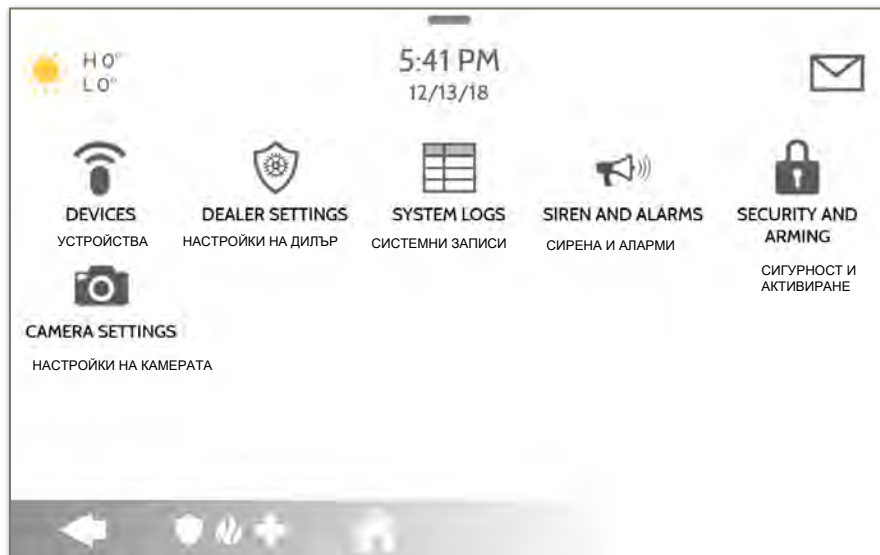 H 0°
L 0°
5:41 PM
12/13/18
DEVICES
УСТРОЙСТВА
DEALER SETTINGS
НАСТРОЙКИ НА ДИЛЪР
SYSTEM LOGS
СИСТЕМНИ ЗАПИСИ
SIREN AND ALARMS
СИРЕНА И АЛАРМИ
SECURITY AND
ARMING
СИГУРНОСТ И
АКТИВИРАНЕ
CAMERA SETTINGS
НАСТРОЙКИ НА КАМЕРАТА